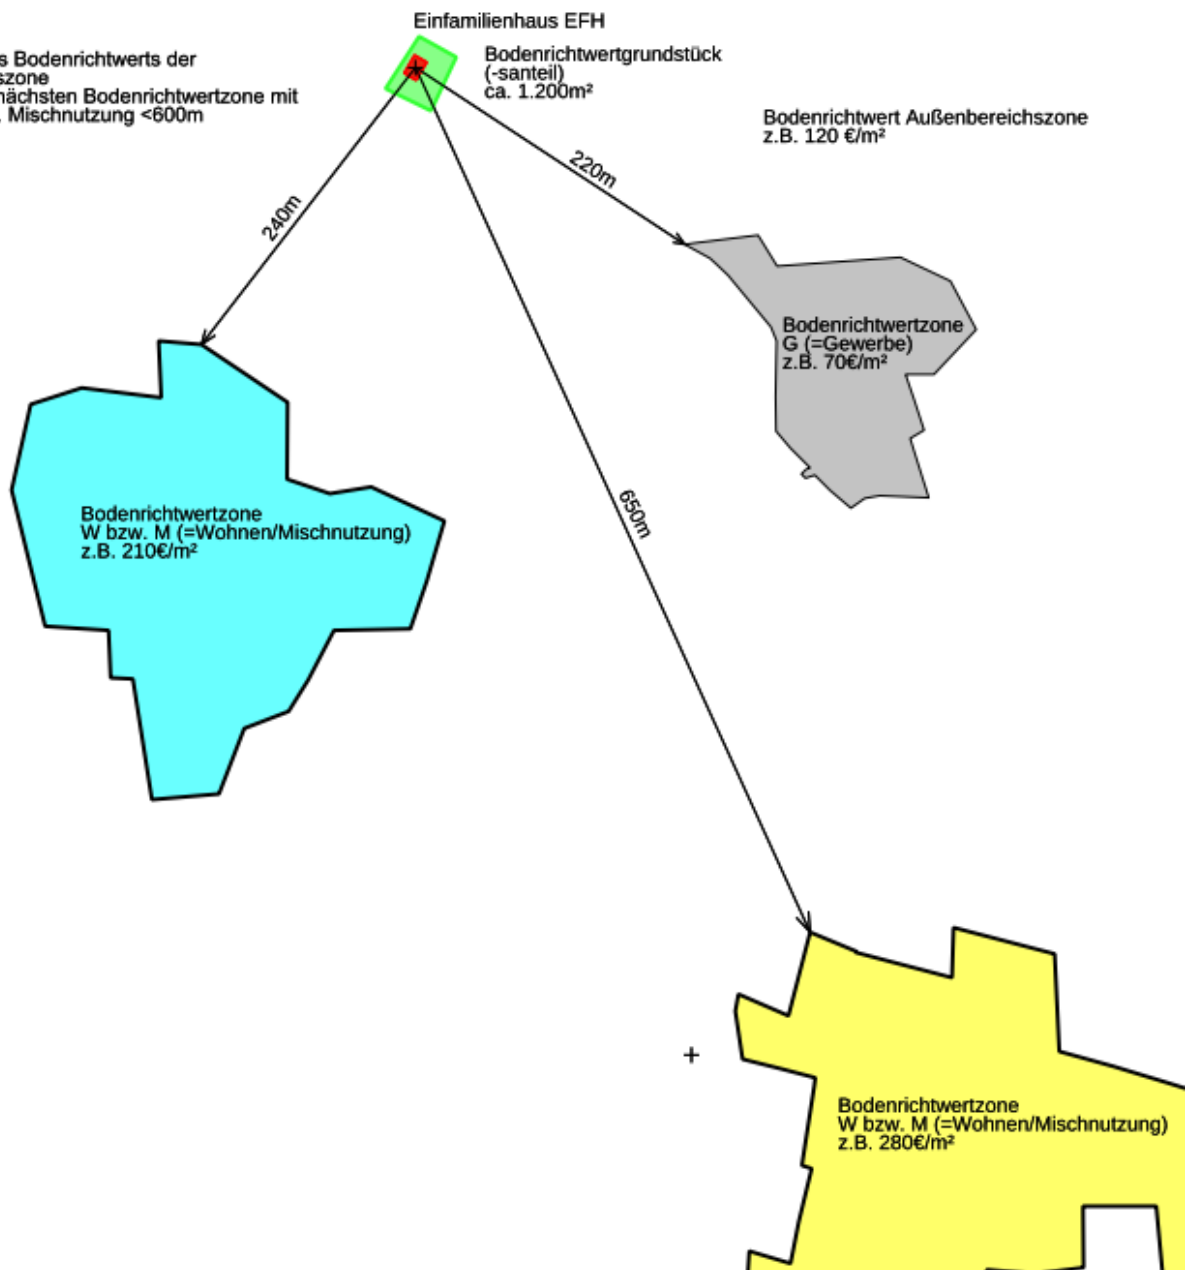 Einfamilienhaus EFH
s Bodenrichtwerts der
szone
nächsten Bodenrichtwertzone mit
. Mischnutzung <600m
Bodenrichtwertgrundstück
(-santeil)
ca. 1.200m²
Bodenrichtwert Außenbereichszone
z.B. 120 €/m²
220m
240m
Bodenrichtwertzone
G (=Gewerbe)
z.B. 70€/m²
650m
Bodenrichtwertzone
W bzw. M (=Wohnen/Mischnutzung)
z.B. 210€/m²
Bodenrichtwertzone
W bzw. M (=Wohnen/Mischnutzung)
z.B. 280€/m²